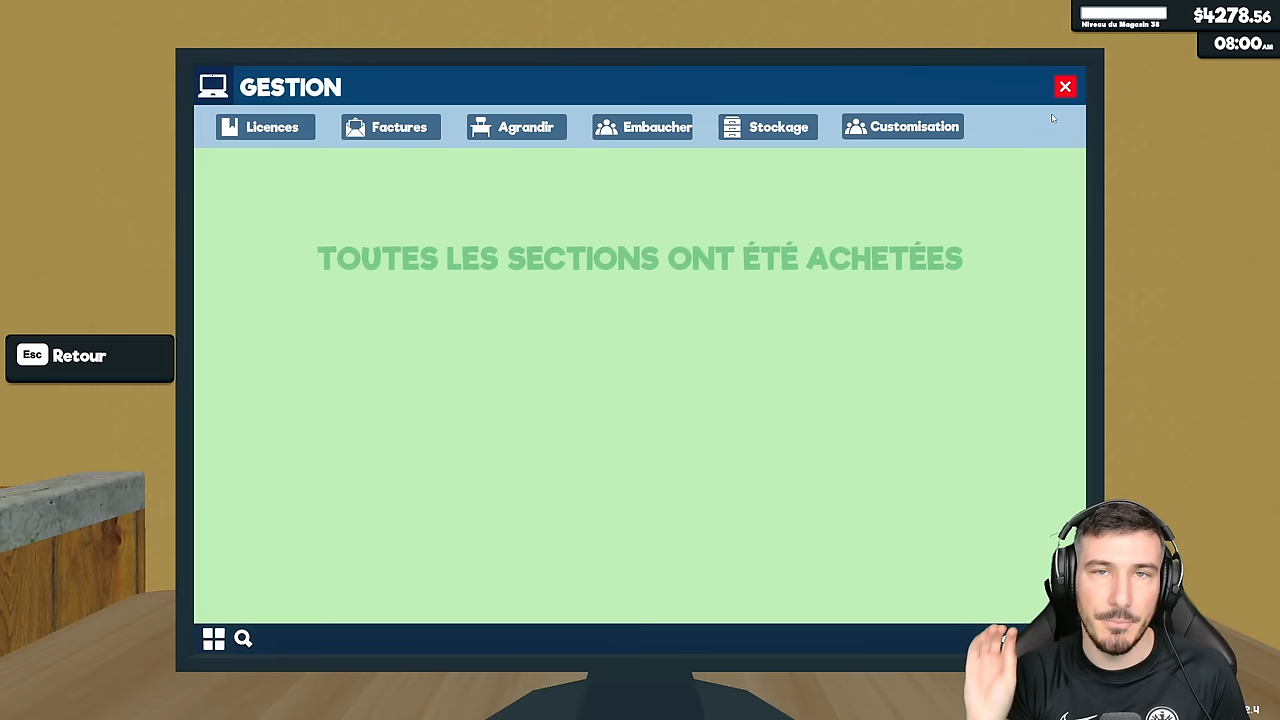 $4278.56
Niveau du Magasin 38
08:00AM
GESTION
Licences
Factures
Agrandir
Embaucher
Stockage
Customisation
TOUTES LES SECTIONS ONT ÉTÉ ACHETÉES
Esc Retour